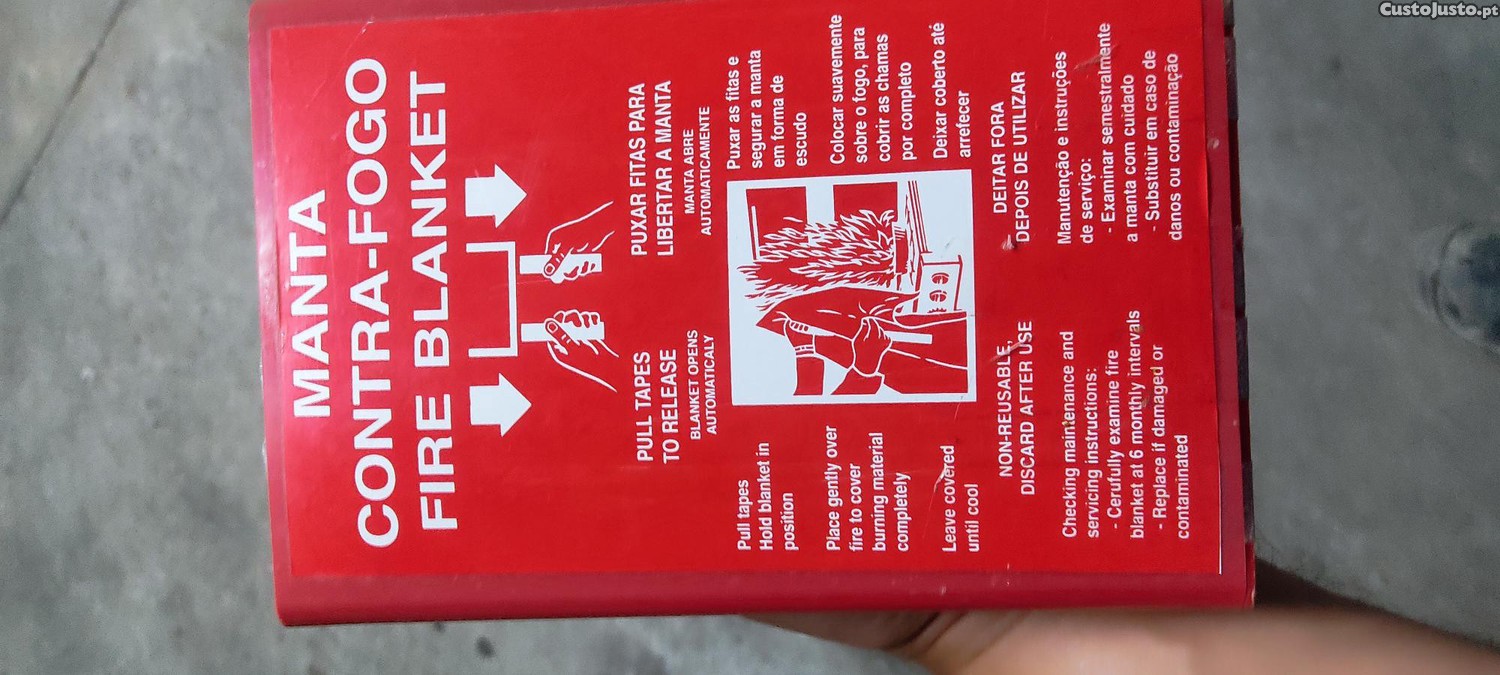 CustoJusto.pt
MANTA
CONTRA-FOGO
FIRE BLANKET
PULL TAPES
TO RELEASE
BLANKET OPENS
AUTOMATICALY
PUXAR FITAS PARA
LIBERTAR A MANTA
MANTA ABRE
AUTOMATICAMENTE
Pull tapes
Hold blanket in
position
Place gently over
fire to cover
burning material
completely
Leave covered
until cool
Puxar as fitas e
segurar a manta
em forma de
escudo
Colocar suavemente
sobre o fogo, para
cobrir as chamas
por completo
Deixar coberto até
arrefecer
NON-REUSABLE,
DISCARD AFTER USE
DEITAR FORA
DEPOIS DE UTILIZAR
Checking maintenance and
servicing instructions:
- Cerufully examine fire
blanket at 6 monthly intervals
- Replace if damaged or
contaminated
Manutenção e instruções
de serviço:
- Examinar semestralmente
a manta com cuidado
- Substituir em caso de
danos ou contaminação